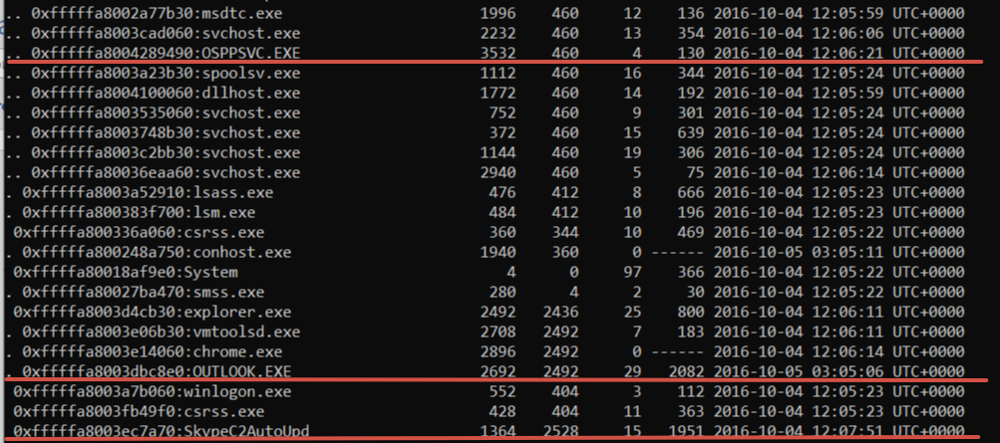 .. 0xfffffa8002a77b30:msdtc.exe 1996 460 12 136 2016-10-04 12:05:59 UTC+0000
.. 0xfffffa8003cad060:svchost.exe 2232 460 13 354 2016-10-04 12:06:06 UTC+0000
.. 0xfffffa8004289490:OSPPSVC.EXE 3532 460 4 130 2016-10-04 12:06:21 UTC+0000
.. 0xfffffa8003a23b30:spoolsv.exe 1112 460 16 344 2016-10-04 12:05:24 UTC+0000
.. 0xfffffa8004100060:dllhost.exe 1772 460 14 192 2016-10-04 12:05:59 UTC+0000
.. 0xfffffa8003535060:svchost.exe 752 460 9 301 2016-10-04 12:05:24 UTC+0000
.. 0xfffffa8003748b30:svchost.exe 372 460 15 639 2016-10-04 12:05:24 UTC+0000
.. 0xfffffa8003c2bb30:svchost.exe 1144 460 19 306 2016-10-04 12:05:24 UTC+0000
.. 0xfffffa80036eaa60:svchost.exe 2940 460 5 75 2016-10-04 12:06:14 UTC+0000
. 0xfffffa8003a52910:lsass.exe 476 412 8 666 2016-10-04 12:05:23 UTC+0000
. 0xfffffa800383f700:lsm.exe 484 412 10 196 2016-10-04 12:05:23 UTC+0000
0xfffffa800336a060:csrss.exe 360 344 10 469 2016-10-04 12:05:23 UTC+0000
. 0xfffffa800248a750:conhost.exe 1940 360 0 ------ 2016-10-05 03:05:11 UTC+0000
0xfffffa80018af9e0:System 4 0 97 366 2016-10-04 12:05:22 UTC+0000
. 0xfffffa80027ba470:smss.exe 280 4 2 30 2016-10-04 12:05:22 UTC+0000
0xfffffa8003d4cb30:explorer.exe 2492 2436 25 800 2016-10-04 12:06:11 UTC+0000
. 0xfffffa8003e06b30:vmtoolsd.exe 2708 2492 7 183 2016-10-04 12:06:11 UTC+0000
. 0xfffffa8003e14060:chrome.exe 2896 2492 0 ------ 2016-10-04 12:06:14 UTC+0000
. 0xfffffa8003dbc8e0:OUTLOOK.EXE 2692 2492 29 2082 2016-10-05 03:05:06 UTC+0000
0xfffffa8003a7b060:winlogon.exe 552 404 3 112 2016-10-04 12:05:23 UTC+0000
0xfffffa8003fb49f0:csrss.exe 428 404 11 363 2016-10-04 12:05:23 UTC+0000
0xfffffa8003ec7a70:SkypeC2AutoUpd 1364 2528 15 1951 2016-10-04 12:07:51 UTC+0000